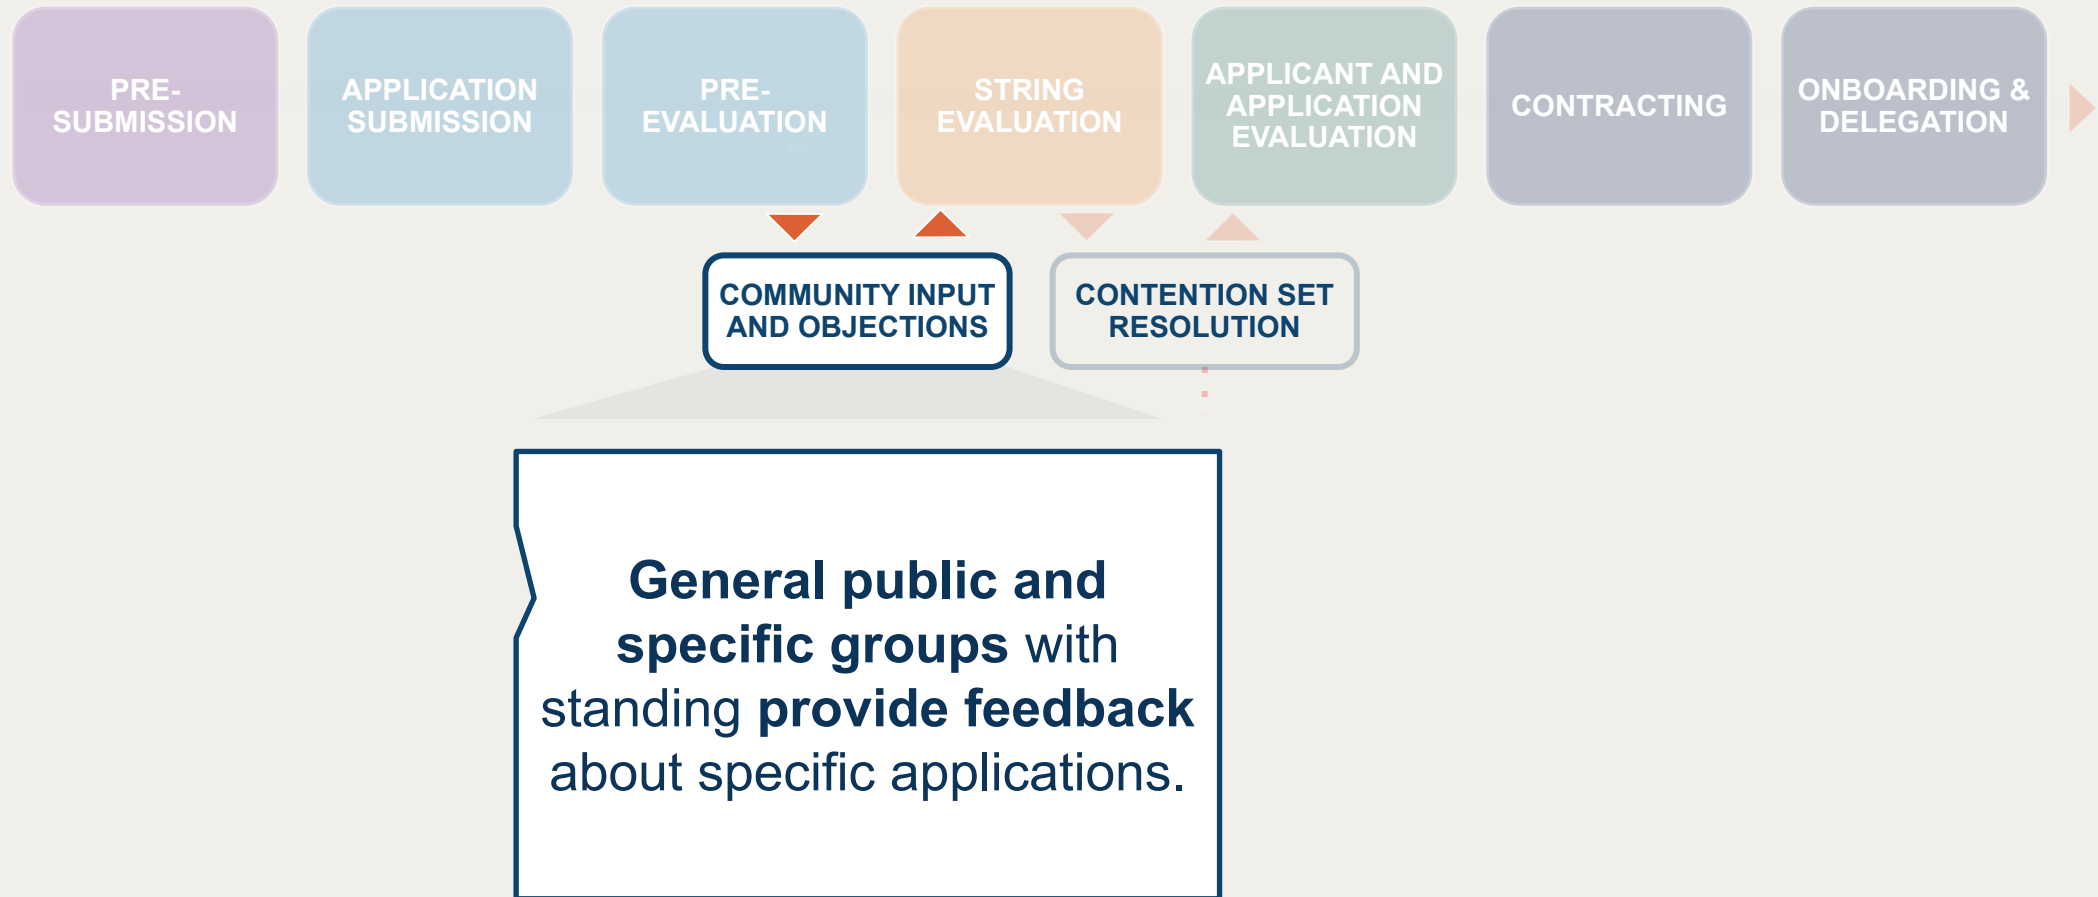 PRE-
SUBMISSION
APPLICATION
SUBMISSION
PRE-
EVALUATION
STRING
EVALUATION
APPLICANT AND
APPLICATION
EVALUATION
CONTRACTING
ONBOARDING &
DELEGATION
COMMUNITY INPUT
AND OBJECTIONS
CONTENTION SET
RESOLUTION
General public and
specific groups with
standing provide feedback
about specific applications.